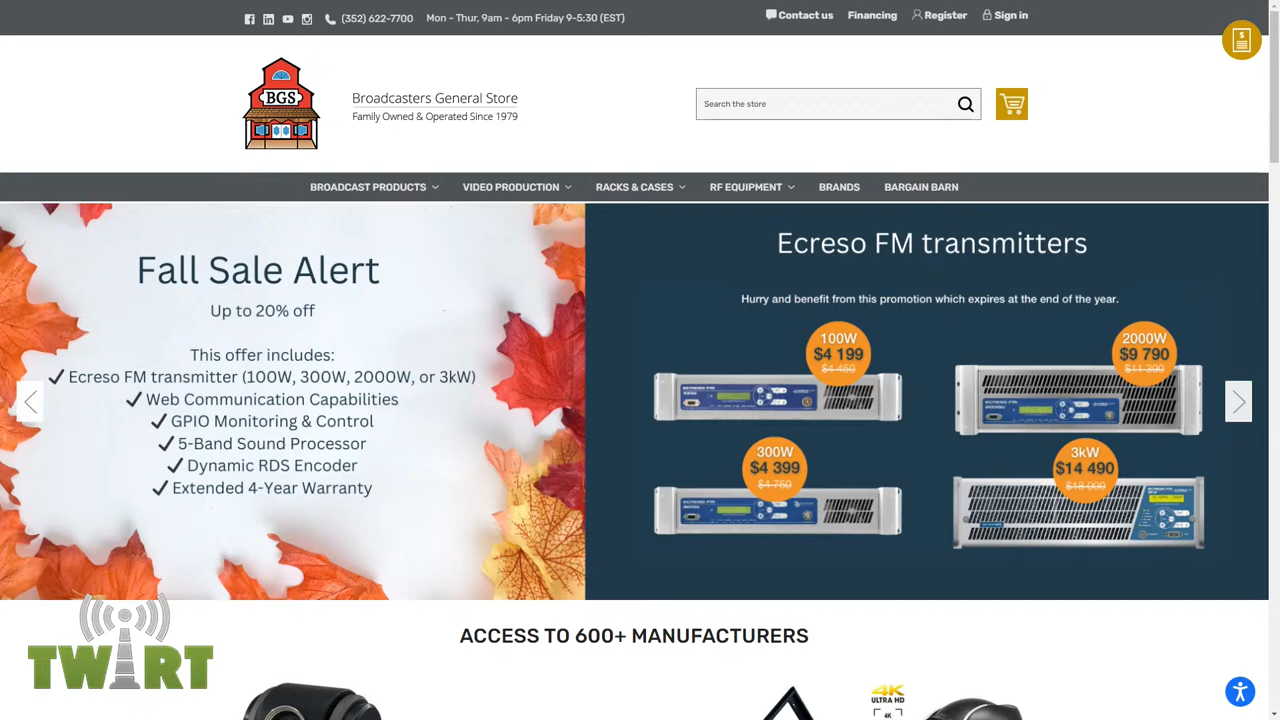 (352) 622-7700 Mon - Thur, 9am - 6pm Friday 9-5:30 (EST) Contact us Financing Register Sign in
BGS
Broadcasters General Store
Family Owned & Operated Since 1979
Search the store
BROADCAST PRODUCTS VIDEO PRODUCTION RACKS & CASES RF EQUIPMENT BRANDS BARGAIN BARN
Fall Sale Alert
Up to 20% off
This offer includes:
✔ Ecreso FM transmitter (100W, 300W, 2000W, or 3kW)
✔ Web Communication Capabilities
✔ GPIO Monitoring & Control
✔ 5-Band Sound Processor
✔ Dynamic RDS Encoder
✔ Extended 4-Year Warranty
Ecreso FM transmitters
Hurry and benefit from this promotion which expires at the end of the year.
100W
$4 199
$4 450
2000W
$9 790
$11 390
300W
$4 399
$4 750
3kW
$14 490
$18 000
TWiRT
ACCESS TO 600+ MANUFACTURERS
4K
ULTRA HD
4K